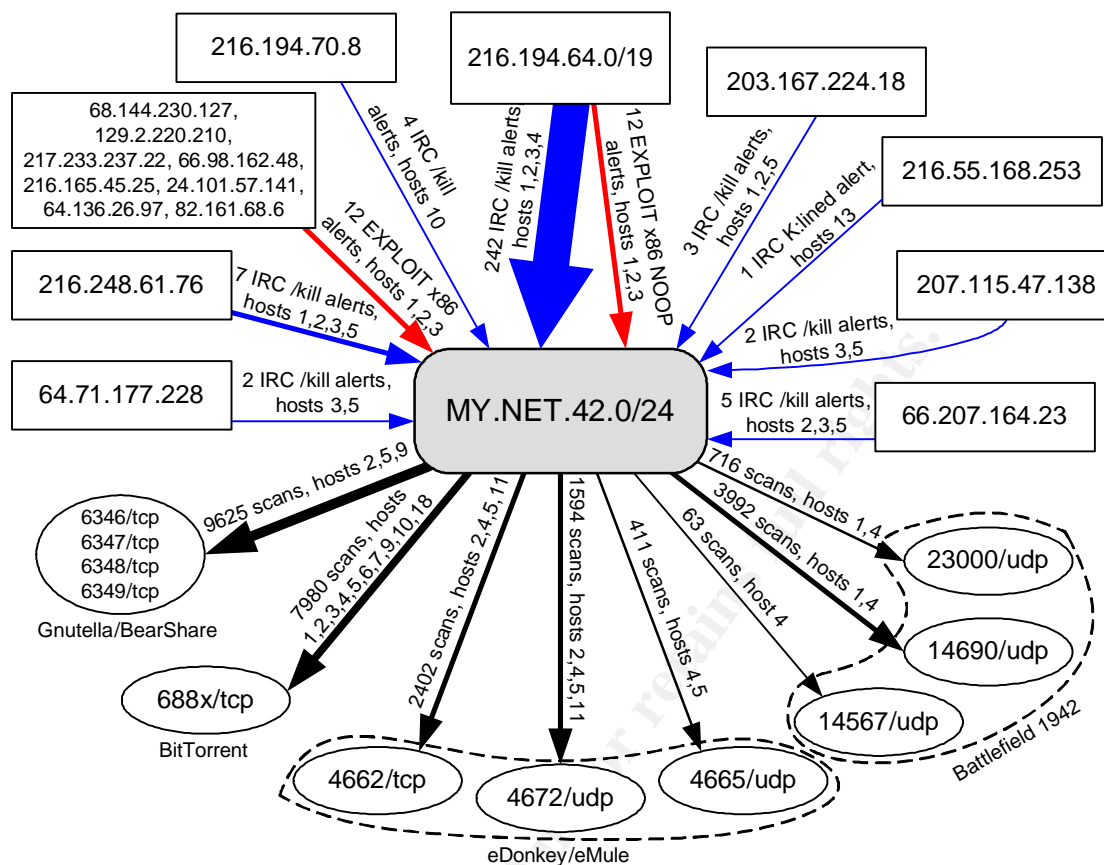 216.194.70.8
216.194.64.0/19
203.167.224.18
68.144.230.127,
129.2.220.210,
217.233.237.22, 66.98.162.48,
216.165.45.25, 24.101.57.141,
64.136.26.97, 82.161.68.6
216.55.168.253
216.248.61.76
207.115.47.138
64.71.177.228
66.207.164.23
4 IRC /kill
alerts, hosts 10
242 IRC /kill alerts,
hosts 1,2,3,4
12 EXPLOIT x86 NOOP
alerts, hosts 1,2,3
3 IRC /kill alerts,
hosts 1,2,5
1 IRC K:lined alert,
hosts 13
12 EXPLOIT x86
alerts, hosts 1,2,3
7 IRC /kill alerts,
hosts 1,2,3,5
2 IRC /kill alerts,
hosts 3,5
2 IRC /kill alerts,
hosts 3,5
5 IRC /kill alerts,
hosts 2,3,5
MY.NET.42.0/24
9625 scans, hosts 2,5,9
7980 scans, hosts
1,2,3,4,5,6,7,9,10,18
2402 scans, hosts 2,4,5,11
1594 scans, hosts 2,4,5,11
411 scans, hosts 4,5
63 scans, host 4
3992 scans, hosts 1,4
716 scans, hosts 1,4
6346/tcp
6347/tcp
6348/tcp
6349/tcp
Gnutella/BearShare
688x/tcp
BitTorrent
4662/tcp
4672/udp
4665/udp
eDonkey/eMule
23000/udp
14690/udp
14567/udp
Battlefield 1942
retains full rights.